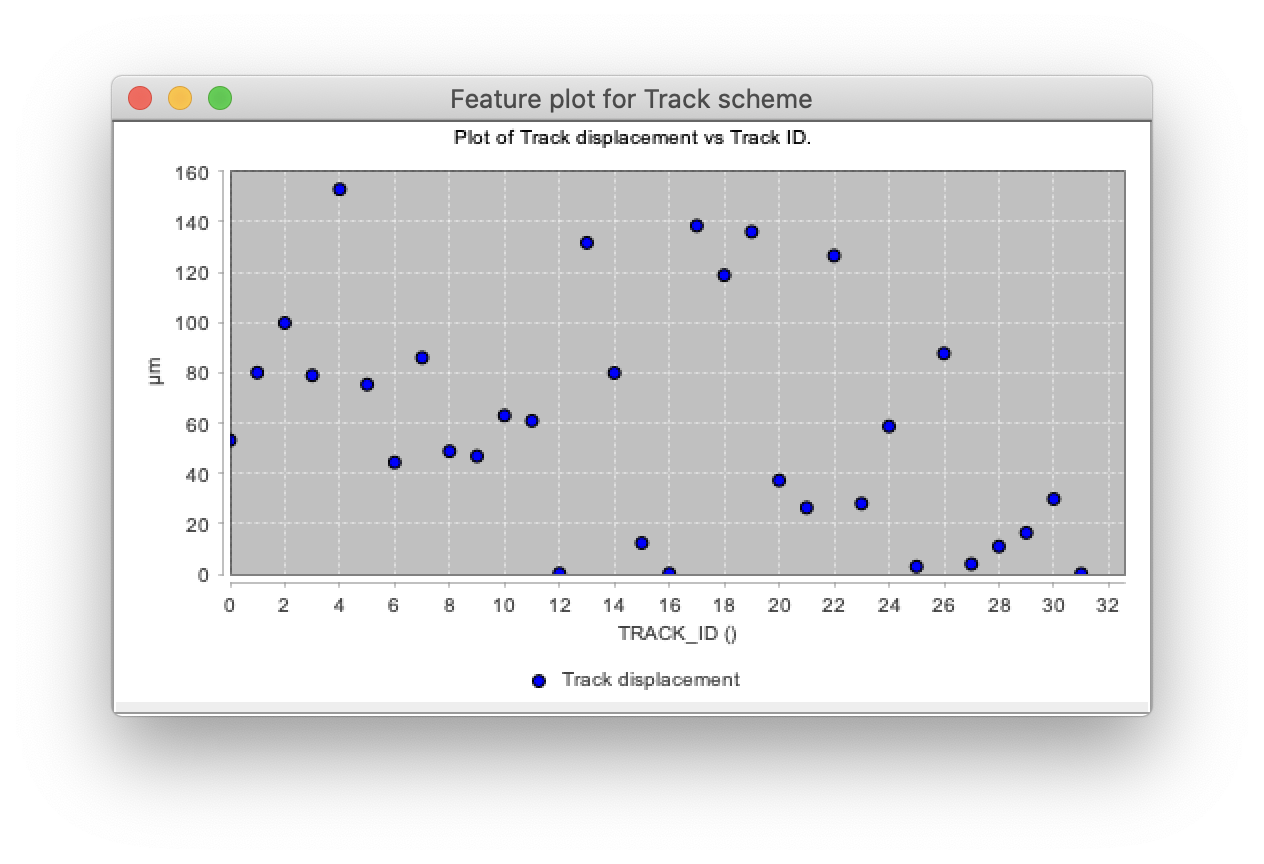 Feature plot for Track scheme
Plot of Track displacement vs Track ID.
160
140
120
100
80
60
40
20
0
µm
0 2 4 6 8 10 12 14 16 18 20 22 24 26 28 30 32
TRACK_ID ()
Track displacement